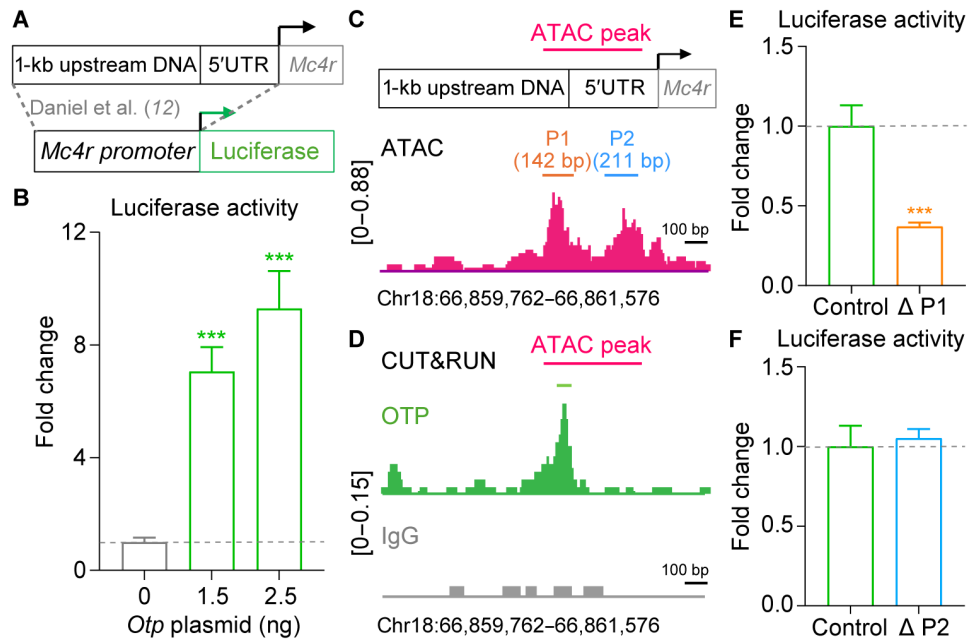 A
1-kb upstream DNA
5′UTR
Mc4r
Daniel et al. (12)
Mc4r promoter
Luciferase
B
Luciferase activity
Fold change
12
8
4
0
***
***
0
1.5
2.5
Otp plasmid (ng)
C
ATAC peak
1-kb upstream DNA
5′UTR
Mc4r
ATAC
P1
(142 bp)
P2
(211 bp)
[0–0.88]
100 bp
Chr18:66,859,762–66,861,576
D
ATAC peak
CUT&RUN
OTP
[0–0.15]
IgG
100 bp
Chr18:66,859,762–66,861,576
E
Luciferase activity
Fold change
1.5
1.0
0.5
0.0
***
Control
Δ P1
F
Luciferase activity
Fold change
1.5
1.0
0.5
0.0
Control
Δ P2